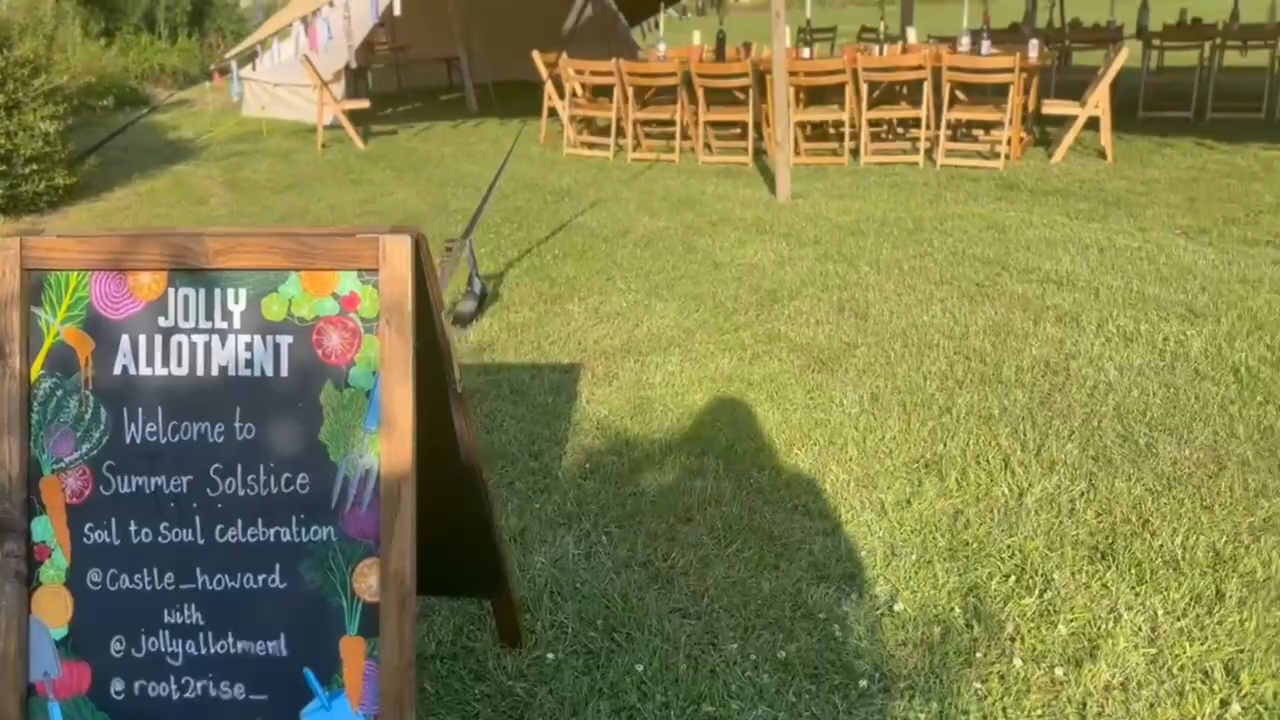 JOLLY
ALLOTMENT
Welcome to
Summer Solstice
Soil to Soul celebration
@Castle_howard
with
@jollyallotment
@root2rise_